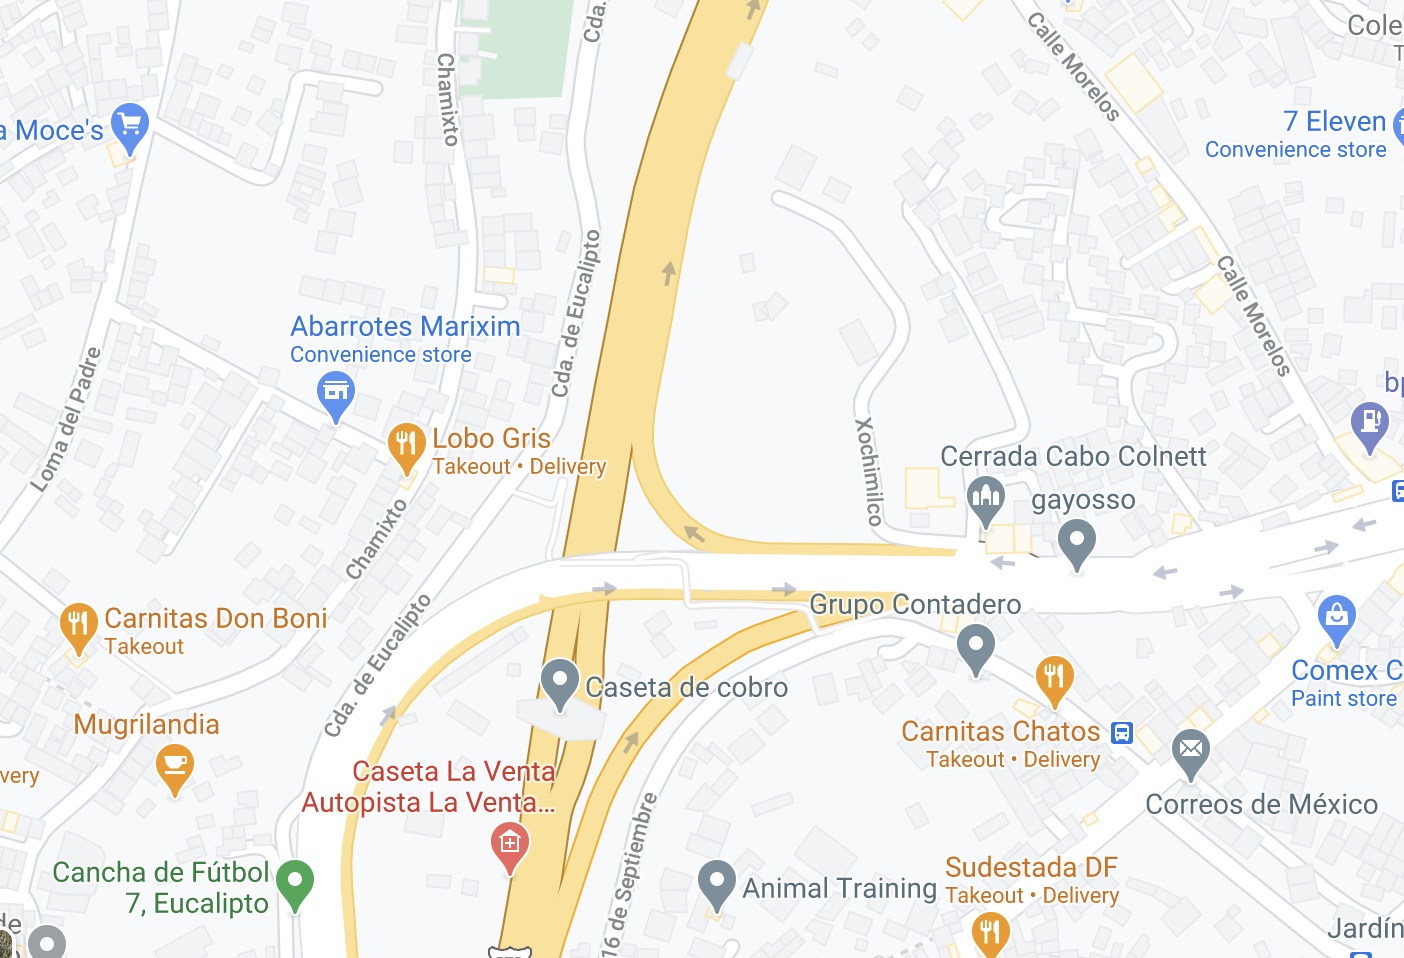 Cda.
Cole
T
Chamixto
Calle Morelos
a Moce's
7 Eleven
Convenience store
Cda. de Eucalipto
Calle Morelos
Abarrotes Marixim
Convenience store
Loma del Padre
bp
Lobo Gris
Takeout • Delivery
Xochimilco
Cerrada Cabo Colnett
gayosso
Chamixto
Carnitas Don Boni
Takeout
Cda. de Eucalipto
Grupo Contadero
Caseta de cobro
Comex C
Paint store
Mugrilandia
Carnitas Chatos
Takeout • Delivery
very
Caseta La Venta
Autopista La Venta...
Correos de México
16 de Septiembre
Cancha de Fútbol
7, Eucalipto
Animal Training
Sudestada DF
Takeout • Delivery
de
Jardín